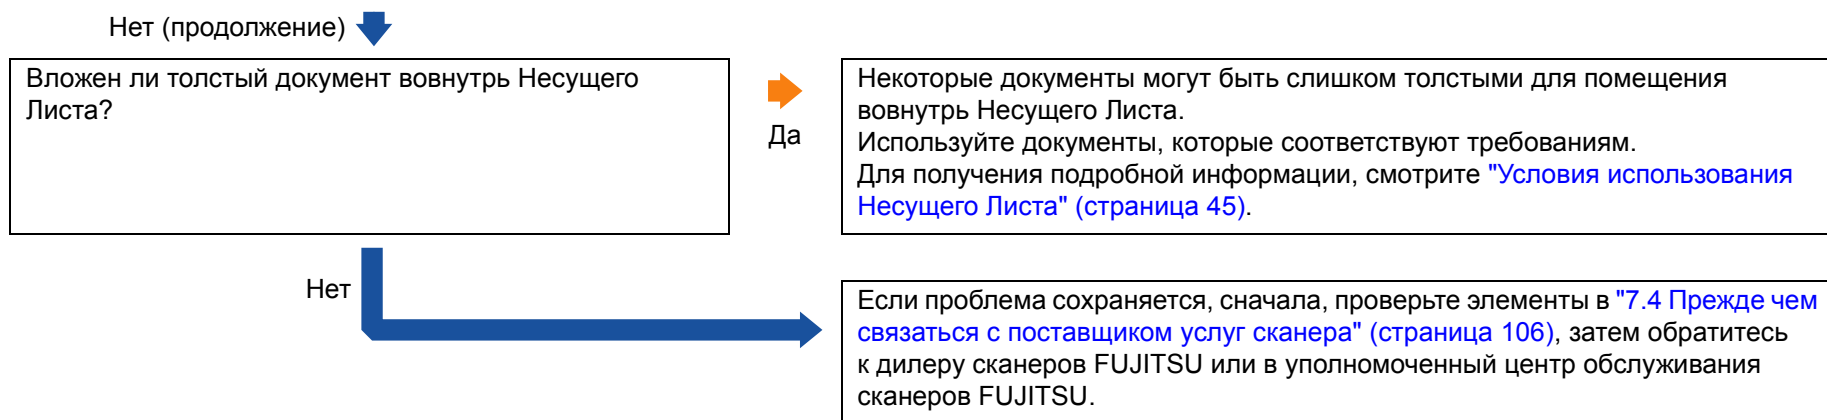 Нет (продолжение)
Вложен ли толстый документ вовнутрь Несущего
Листа?
Да
Некоторые документы могут быть слишком толстыми для помещения
вовнутрь Несущего Листа.
Используйте документы, которые соответствуют требованиям.
Для получения подробной информации, смотрите "Условия использования
Несущего Листа" (страница 45).
Нет
Если проблема сохраняется, сначала, проверьте элементы в "7.4 Прежде чем
связаться с поставщиком услуг сканера" (страница 106), затем обратитесь
к дилеру сканеров FUJITSU или в уполномоченный центр обслуживания
сканеров FUJITSU.